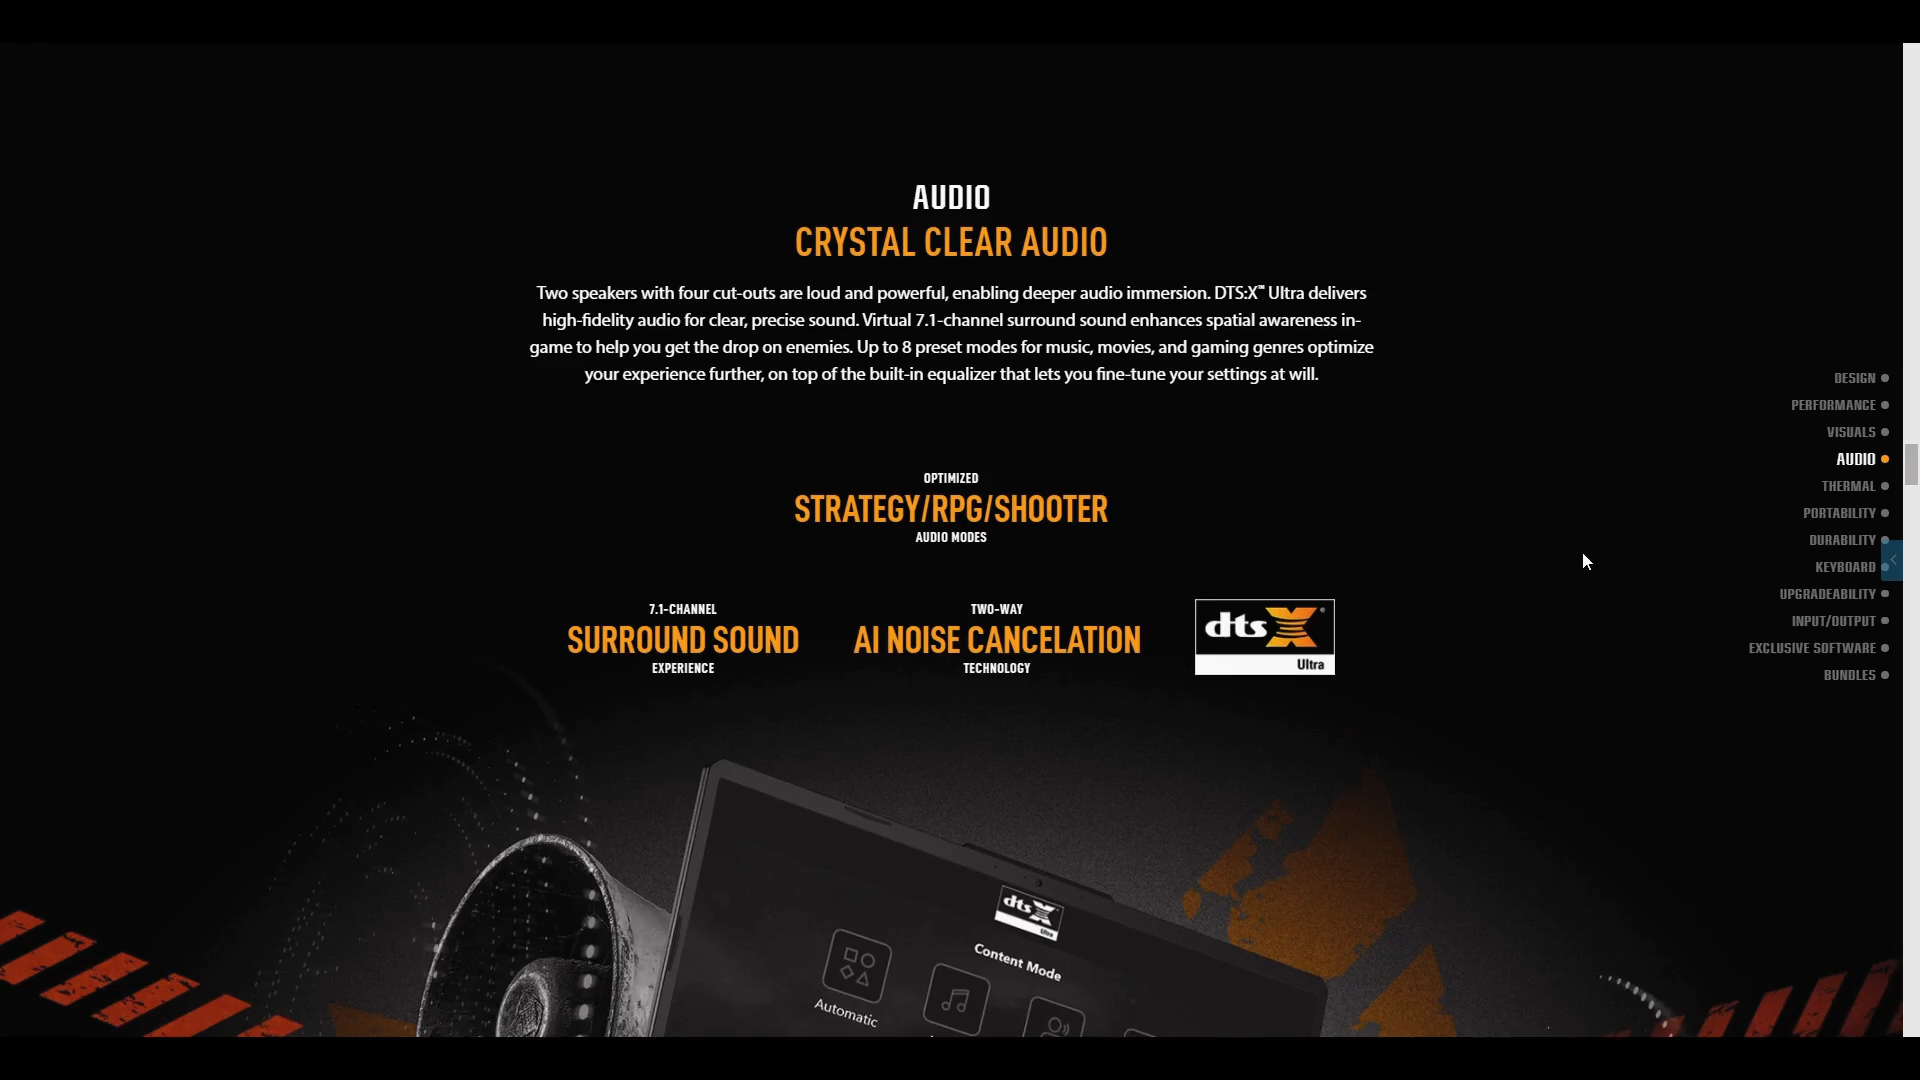 AUDIO
CRYSTAL CLEAR AUDIO
Two speakers with four cut-outs are loud and powerful, enabling deeper audio immersion. DTS:X™ Ultra delivers
high-fidelity audio for clear, precise sound. Virtual 7.1-channel surround sound enhances spatial awareness in-
game to help you get the drop on enemies. Up to 8 preset modes for music, movies, and gaming genres optimize
your experience further, on top of the built-in equalizer that lets you fine-tune your settings at will.
OPTIMIZED
STRATEGY/RPG/SHOOTER
AUDIO MODES
7.1-CHANNEL
SURROUND SOUND
EXPERIENCE
TWO-WAY
AI NOISE CANCELATION
TECHNOLOGY
dts X®
Ultra
DESIGN
PERFORMANCE
VISUALS
AUDIO
THERMAL
PORTABILITY
DURABILITY
KEYBOARD
UPGRADEABILITY
INPUT/OUTPUT
EXCLUSIVE SOFTWARE
BUNDLES
dts X
Ultra
Content Mode
Automatic